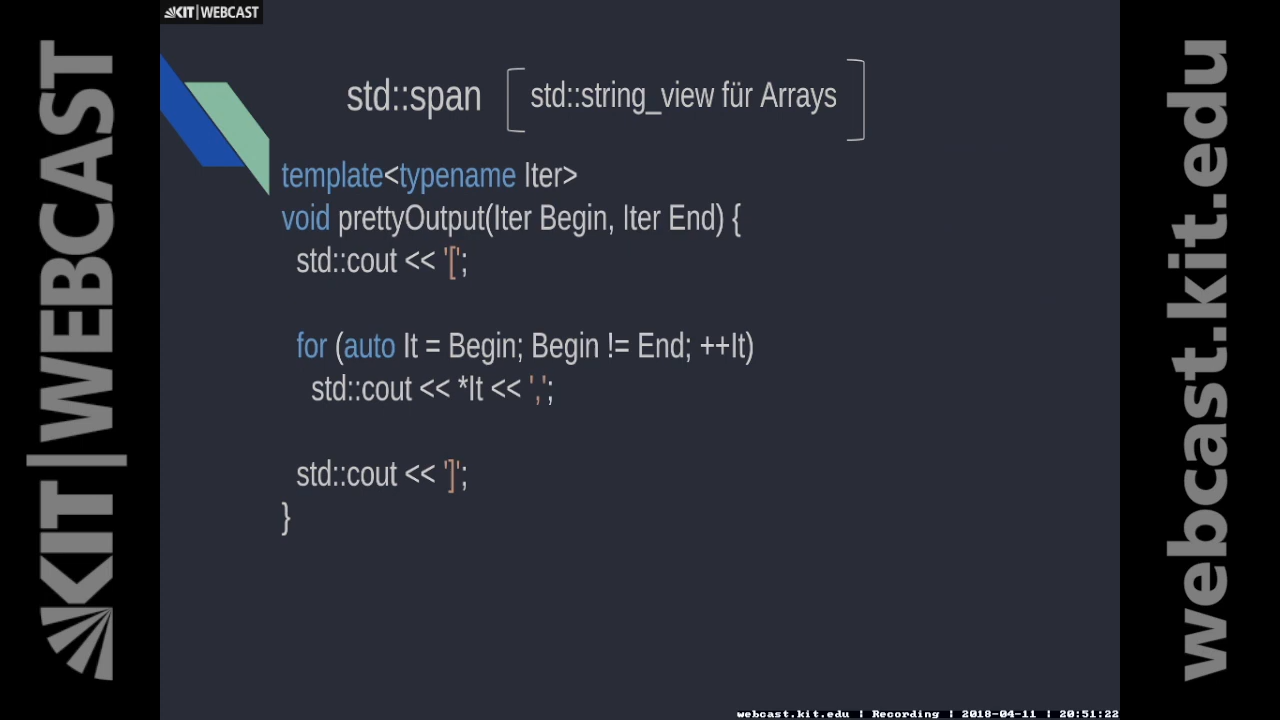 KIT|WEBCAST
KIT|WEBCAST
std::span
std::string_view für Arrays
template<typename Iter>
void prettyOutput(Iter Begin, Iter End) {
std::cout << '[';
for (auto It = Begin; Begin != End; ++It)
std::cout << *It << ',';
std::cout << ']';
}
webcast.kit.edu
webcast.kit.edu | Recording | 2018-04-11 | 20:51:22